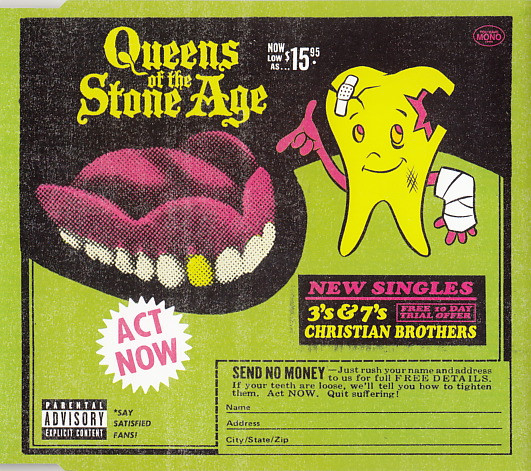 Queens
of the
Stone Age
NOW
LOW
AS...
$15.95
MONO
NEW SINGLES
3's & 7's
FREE 10 DAY
TRIAL OFFER
CHRISTIAN BROTHERS
ACT
NOW
SEND NO MONEY —Just rush your name and address
to us for full FREE DETAILS.
If your teeth are loose, we'll tell you how to tighten
them. Act NOW. Quit suffering!
Name
Address
City/State/Zip
PARENTAL
ADVISORY
EXPLICIT CONTENT
*SAY
SATISFIED
FANS!